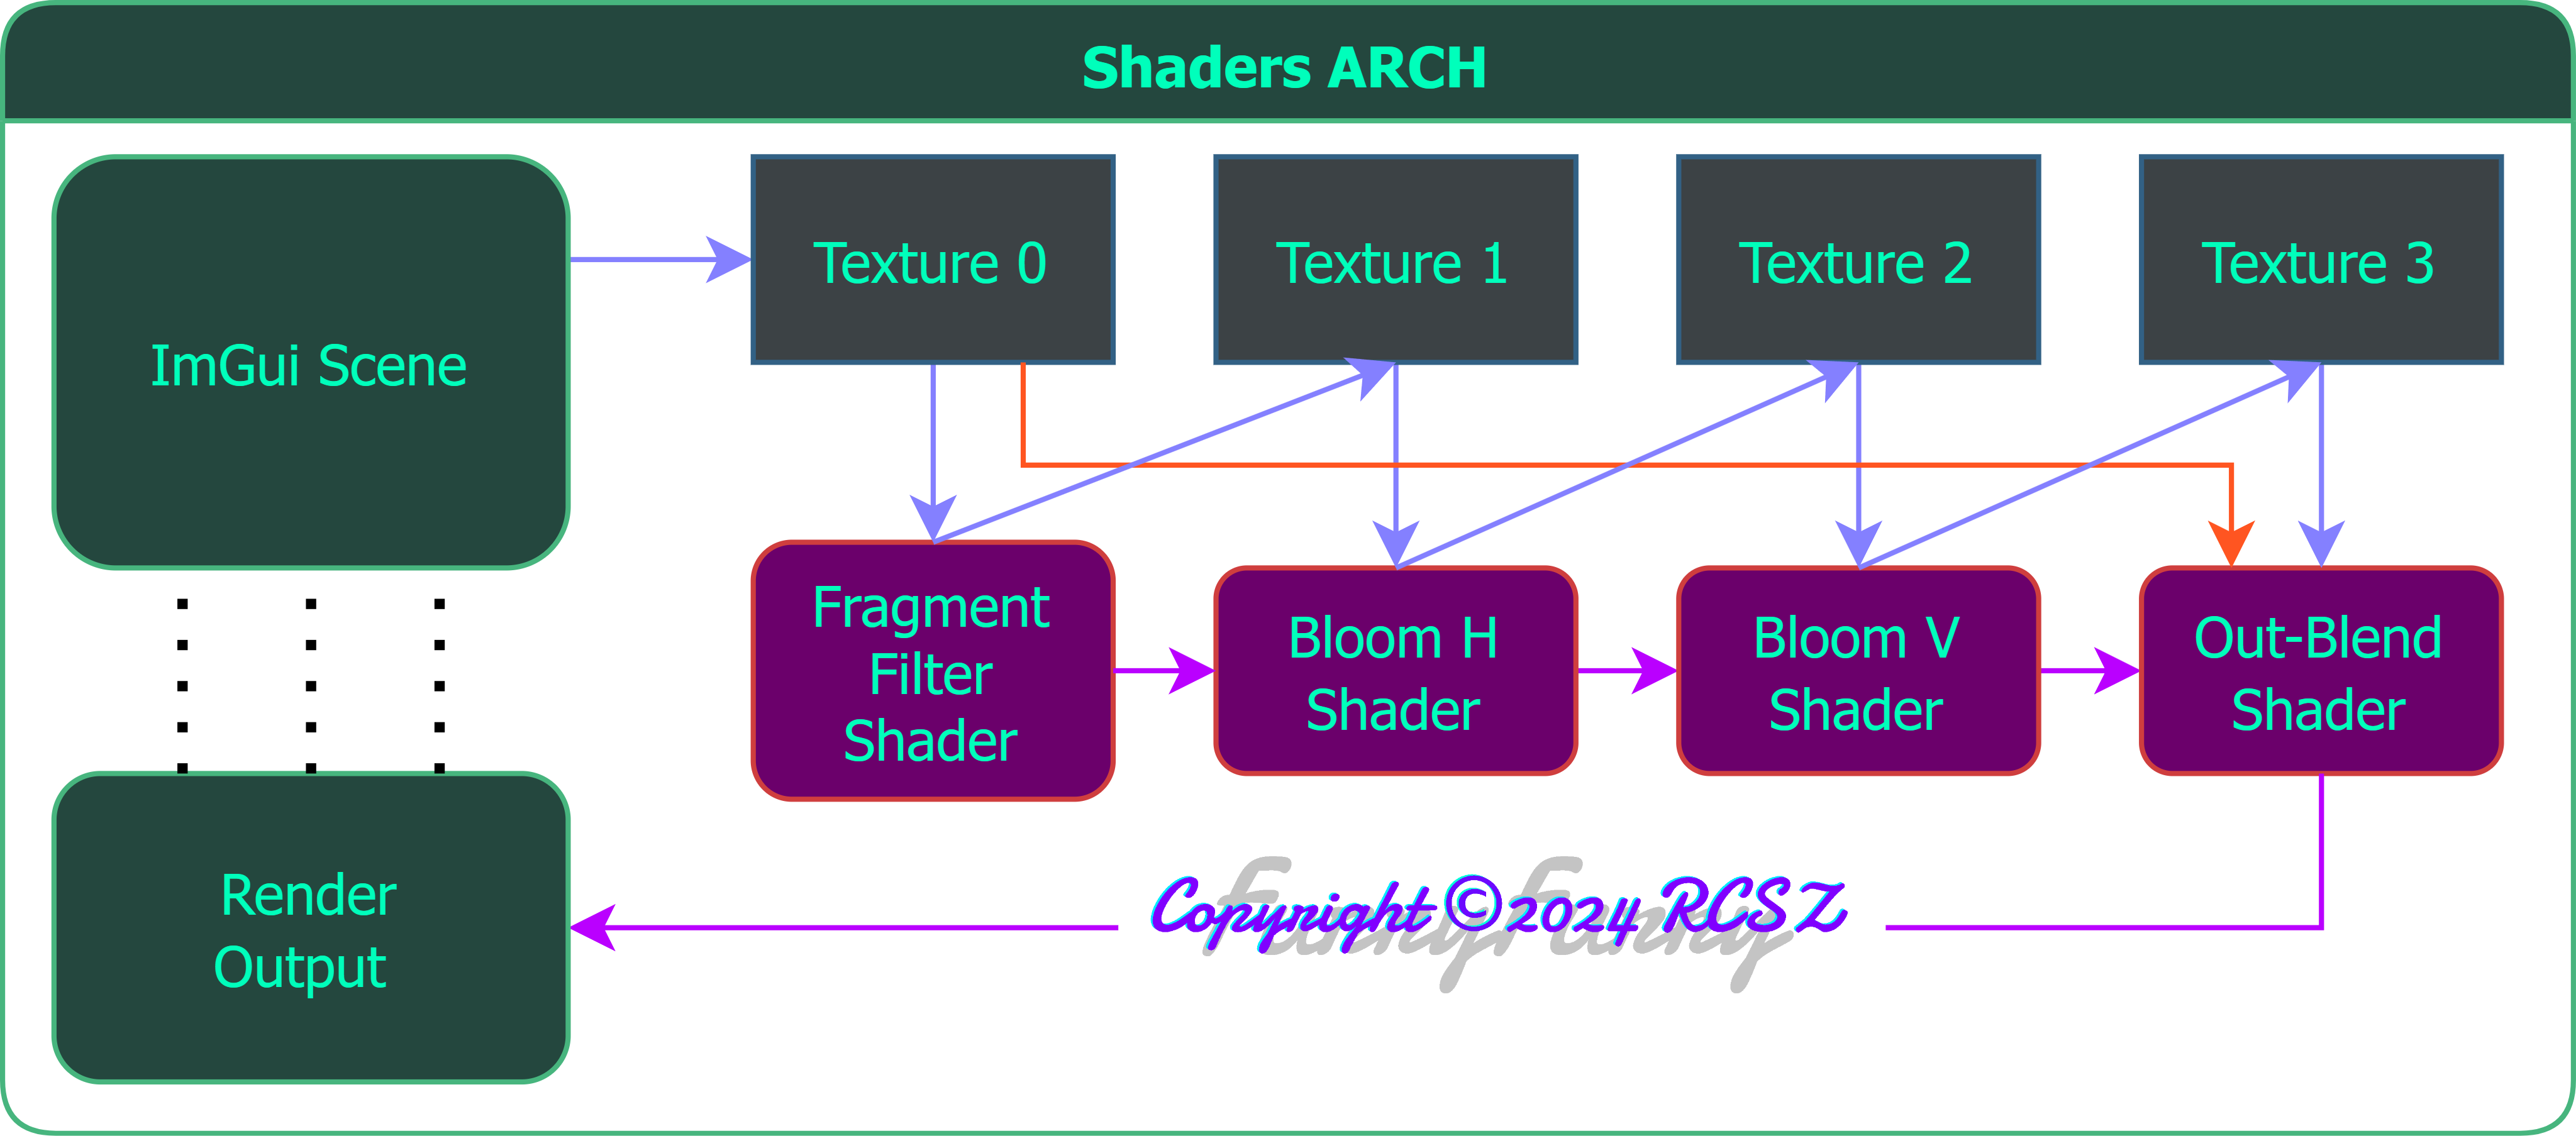 Shaders ARCH
ImGui Scene
Texture 0
Texture 1
Texture 2
Texture 3
Fragment
Filter
Shader
Bloom H
Shader
Bloom V
Shader
Out-Blend
Shader
Render
Output
Copyright ©2024 RCSZ